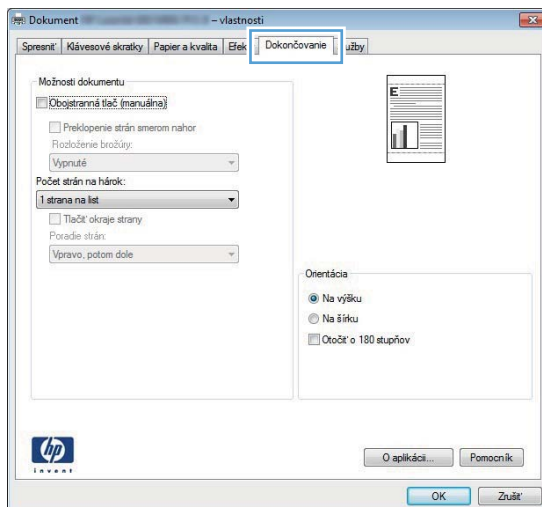 Dokument – vlastnosti
Spresniť Klávesové skratky Papier a kvalita Efek Dokončovanie užby
Možnosti dokumentu
Obojstranná tlač (manuálna)
Preklopenie strán smerom nahor
Rozloženie brožúry:
Vypnuté
Počet strán na hárok:
1 strana na list
Tlačiť okraje strany
Poradie strán:
Vpravo, potom dole
E
Orientácia
Na výšku
Na šírku
Otočiť o 180 stupňov
hp
invent
O aplikácii... Pomocník
OK Zrušiť